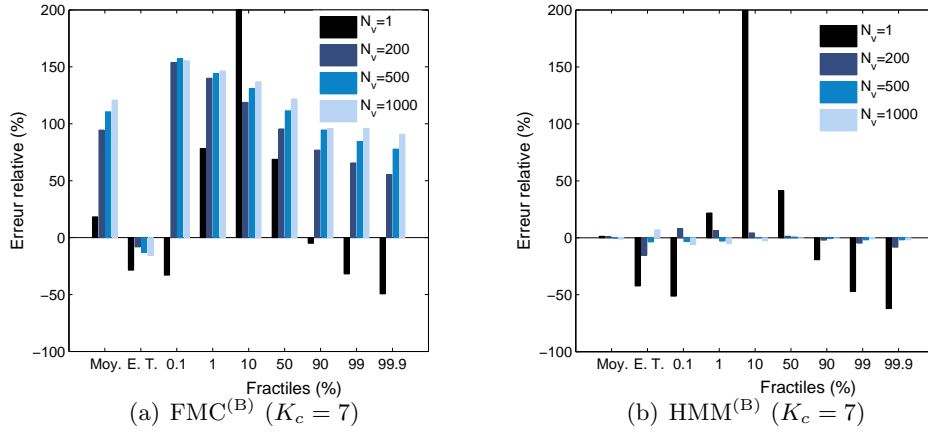 200
150
100
50
0
−50
−100
Erreur relative (%)
N_v=1
N_v=200
N_v=500
N_v=1000
Moy. E. T. 0.1 1 10 50 90 99 99.9
Fractiles (%)
(a) FMC^(B) (K_c = 7)
200
150
100
50
0
−50
−100
Erreur relative (%)
N_v=1
N_v=200
N_v=500
N_v=1000
Moy. E. T. 0.1 1 10 50 90 99 99.9
Fractiles (%)
(b) HMM^(B) (K_c = 7)